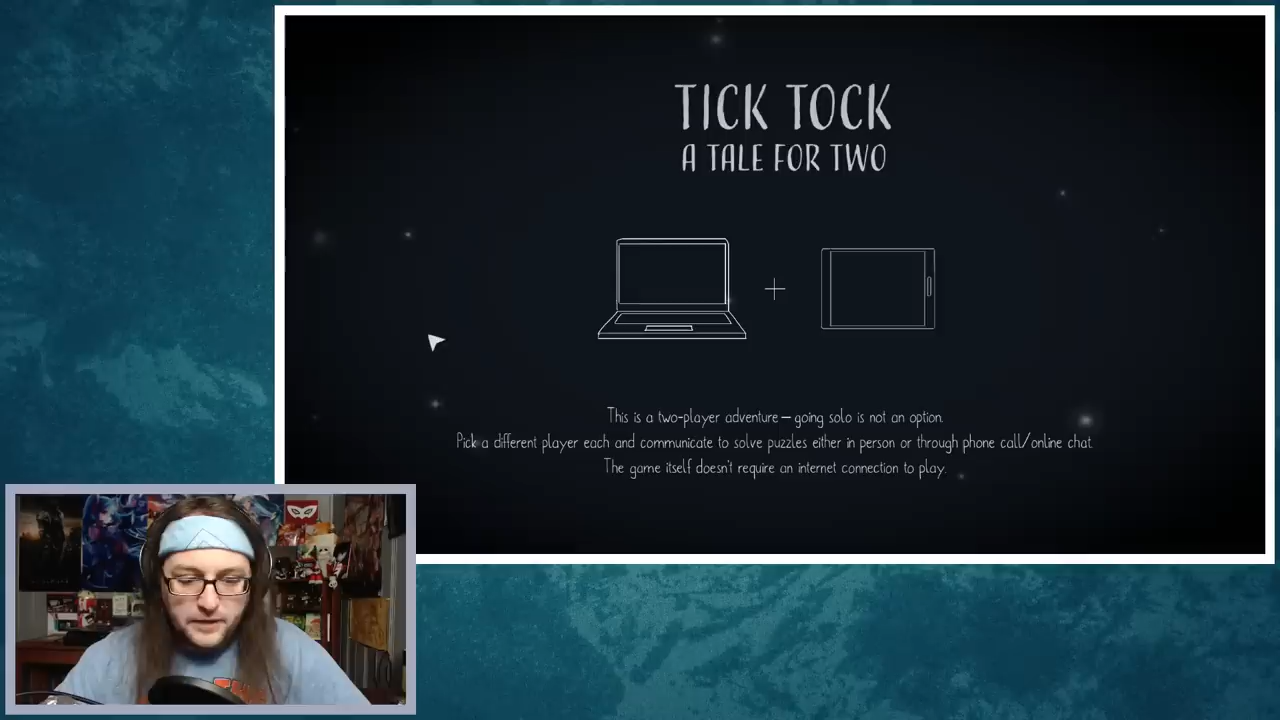 TICK TOCK
A TALE FOR TWO
This is a two-player adventure – going solo is not an option.
Pick a different player each and communicate to solve puzzles either in person or through phone call/online chat.
The game itself doesn't require an internet connection to play.